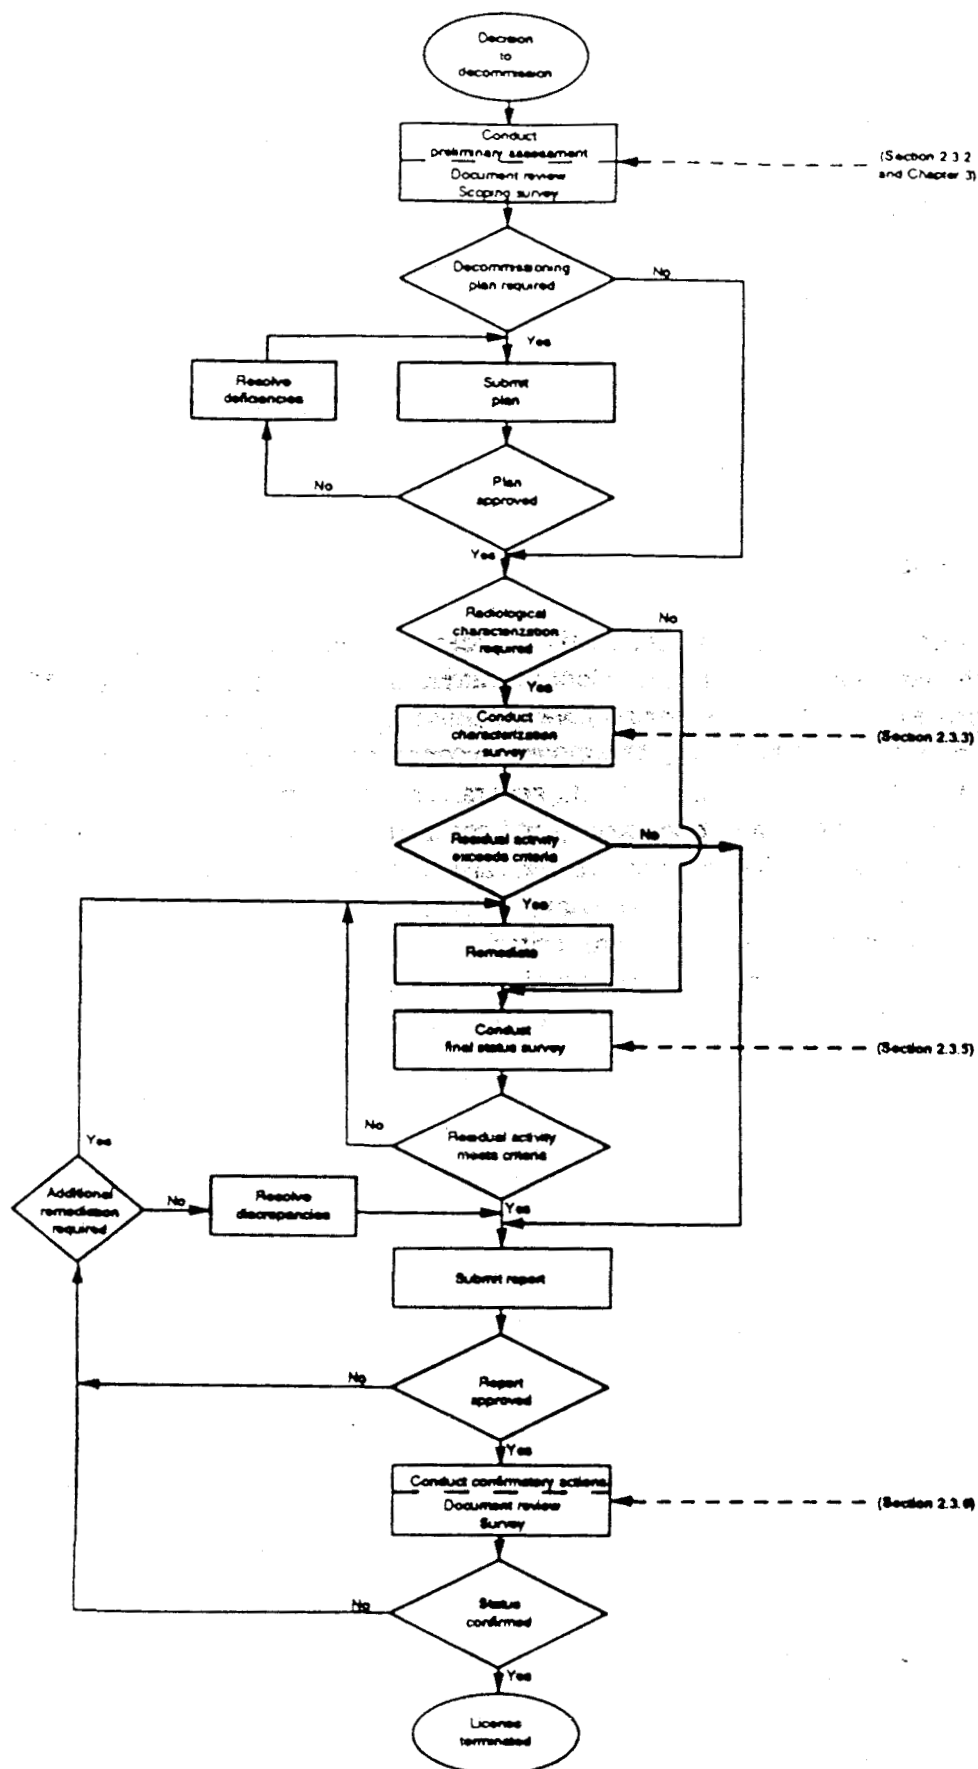 Decision
to
decommission
Conduct
preliminary assessment
Document review
Scoping survey
(Section 2.3.2
and Chapter 3)
Decommissioning
plan required
No
Yes
Resolve
deficiencies
Submit
plan
No
Plan
approved
Yes
Radiological
characterization
required
No
Yes
Conduct
characterization
survey
(Section 2.3.3)
Residual activity
exceeds criteria
No
Yes
Remediate
Conduct
final status survey
(Section 2.3.5)
No
Residual activity
meets criteria
Yes
Yes
Additional
remediation
required
No
Resolve
discrepancies
Submit report
No
Report
approved
Yes
Conduct confirmatory actions
Document review
Survey
(Section 2.3.6)
No
Status
confirmed
Yes
License
terminated